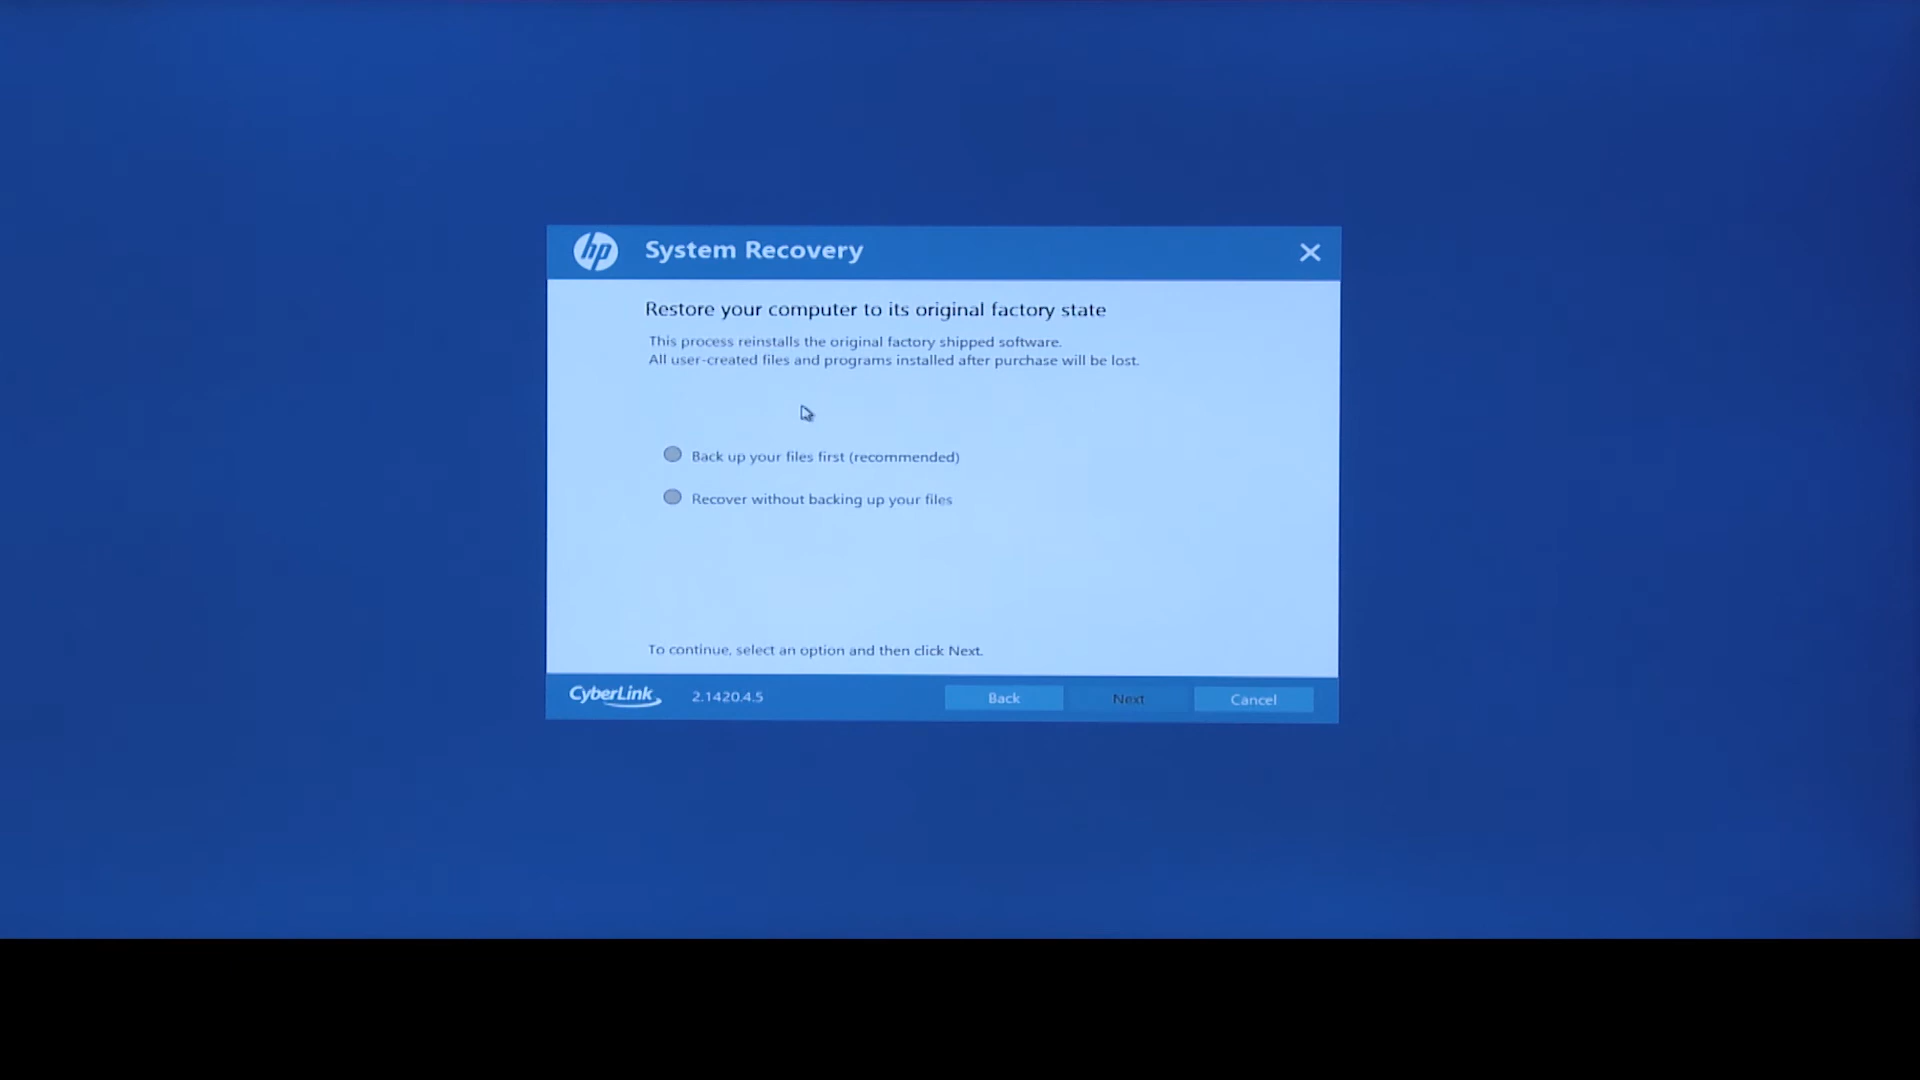 hp
System Recovery
Restore your computer to its original factory state
This process reinstalls the original factory shipped software.
All user-created files and programs installed after purchase will be lost.
Back up your files first (recommended)
Recover without backing up your files
To continue, select an option and then click Next.
CyberLink 2.1420.4.5 Back Next Cancel